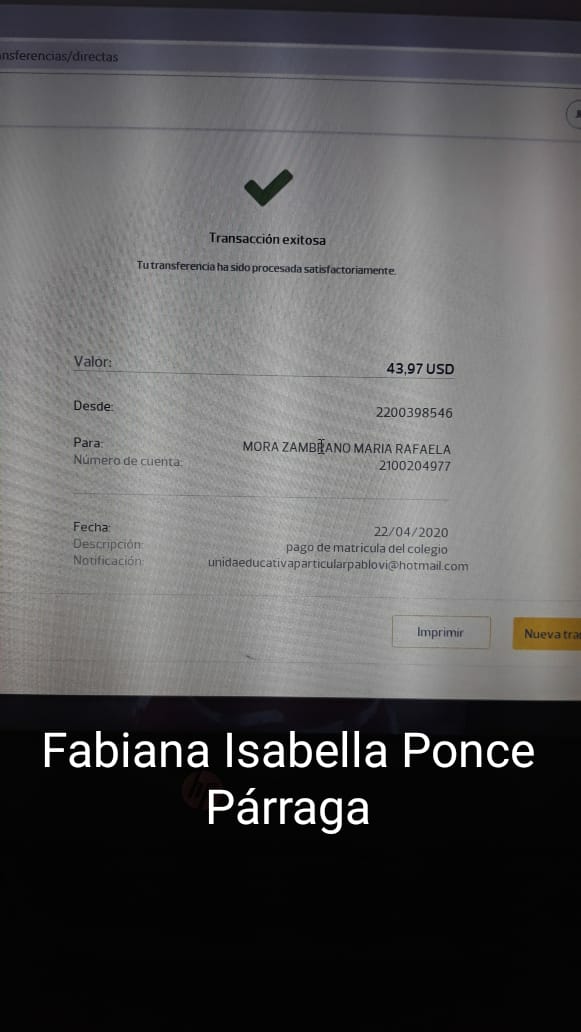 nsferencias/directas
Transacción exitosa
Tu transferencia ha sido procesada satisfactoriamente.
Valor: 43,97 USD
Desde: 2200398546
Para: MORA ZAMBRANO MARIA RAFAELA
Número de cuenta: 2100204977
Fecha: 22/04/2020
Descripción: pago de matricula del colegio
Notificación: unidaeducativaparticularpablovi@hotmail.com
Imprimir Nueva tra
Fabiana Isabella Ponce
Párraga